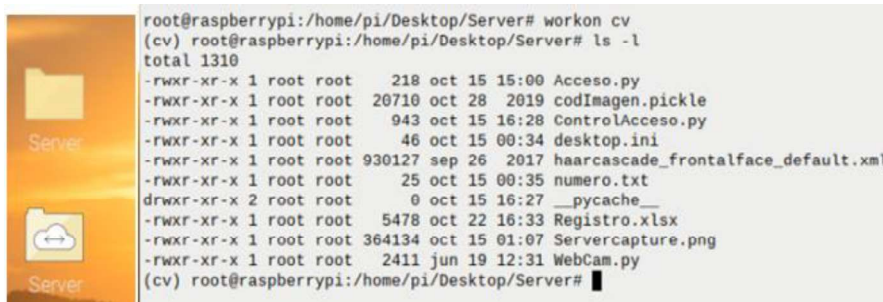 root@raspberrypi:/home/pi/Desktop/Server# workon cv
(cv) root@raspberrypi:/home/pi/Desktop/Server# ls -l
total 1310
-rwxr-xr-x 1 root root    218 oct 15 15:00 Acceso.py
-rwxr-xr-x 1 root root  20710 oct 28  2019 codImagen.pickle
-rwxr-xr-x 1 root root    943 oct 15 16:28 ControlAcceso.py
-rwxr-xr-x 1 root root     46 oct 15 00:34 desktop.ini
-rwxr-xr-x 1 root root 930127 sep 26  2017 haarcascade_frontalface_default.xml
-rwxr-xr-x 1 root root     25 oct 15 00:35 numero.txt
drwxr-xr-x 2 root root      0 oct 15 16:27 __pycache__
-rwxr-xr-x 1 root root   5478 oct 22 16:33 Registro.xlsx
-rwxr-xr-x 1 root root 364134 oct 15 01:07 Servercapture.png
-rwxr-xr-x 1 root root   2411 jun 19 12:31 WebCam.py
(cv) root@raspberrypi:/home/pi/Desktop/Server#
Server
Server